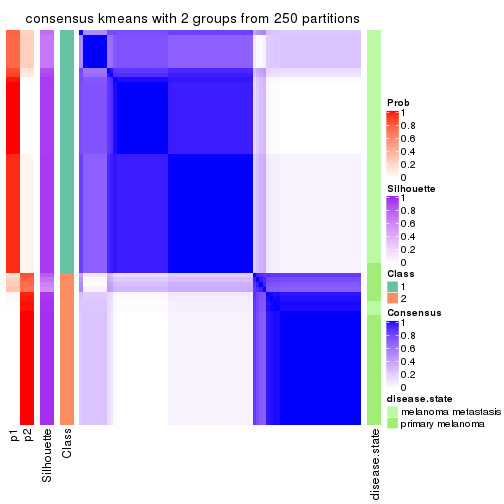 consensus kmeans with 2 groups from 250 partitions
Prob
1
0.8
0.6
0.4
0.2
0
Silhouette
1
0.8
0.6
0.4
0.2
0
Class
1
2
Consensus
1
0.8
0.6
0.4
0.2
0
disease.state
melanoma metastasis
primary melanoma
p1
p2
Silhouette
Class
disease.state